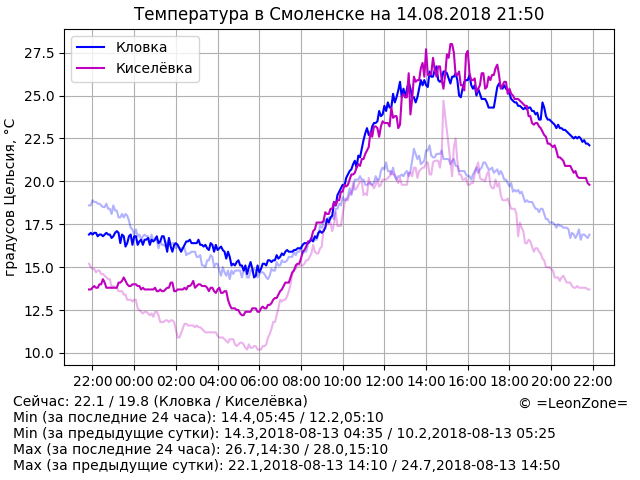 Температура в Смоленске на 14.08.2018 21:50
градусов Цельсия, °C
27.5
25.0
22.5
20.0
17.5
15.0
12.5
10.0
Кловка
Киселёвка
22:00 00:00 02:00 04:00 06:00 08:00 10:00 12:00 14:00 16:00 18:00 20:00 22:00
Сейчас: 22.1 / 19.8 (Кловка / Киселёвка)
© =LeonZone=
Min (за последние 24 часа): 14.4,05:45 / 12.2,05:10
Min (за предыдущие сутки): 14.3,2018-08-13 04:35 / 10.2,2018-08-13 05:25
Max (за последние 24 часа): 26.7,14:30 / 28.0,15:10
Max (за предыдущие сутки): 22.1,2018-08-13 14:10 / 24.7,2018-08-13 14:50